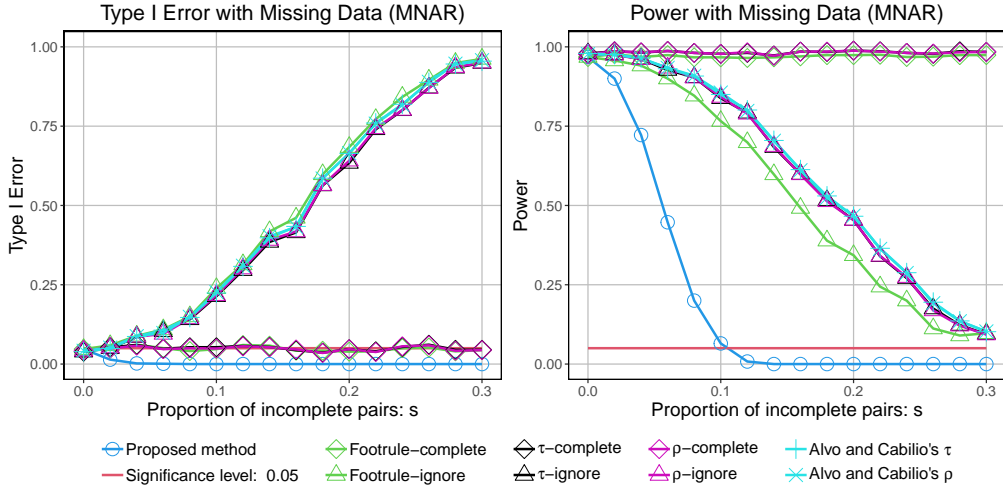 Type I Error with Missing Data (MNAR)
Type I Error
1.00
0.75
0.50
0.25
0.00
0.0
0.1
0.2
0.3
Proportion of incomplete pairs: s
Power with Missing Data (MNAR)
Power
1.00
0.75
0.50
0.25
0.00
0.0
0.1
0.2
0.3
Proportion of incomplete pairs: s
Proposed method
Footrule−complete
τ−complete
ρ−complete
Alvo and Cabilio's τ
Significance level: 0.05
Footrule−ignore
τ−ignore
ρ−ignore
Alvo and Cabilio's ρ